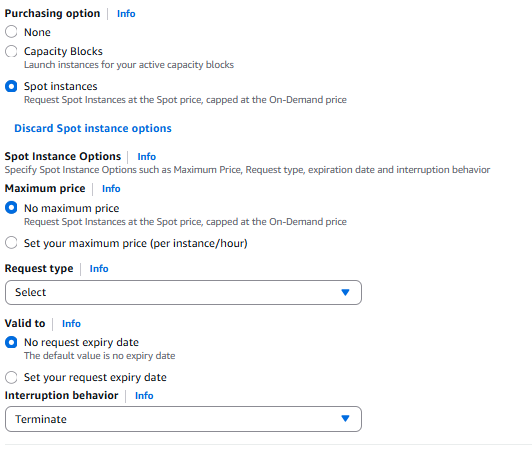 Purchasing option Info
None
Capacity Blocks
Launch instances for your active capacity blocks
Spot instances
Request Spot Instances at the Spot price, capped at the On-Demand price
Discard Spot instance options
Spot Instance Options Info
Specify Spot Instance Options such as Maximum Price, Request type, expiration date and interruption behavior
Maximum price Info
No maximum price
Request Spot Instances at the Spot price, capped at the On-Demand price
Set your maximum price (per instance/hour)
Request type Info
Select
Valid to Info
No request expiry date
The default value is no expiry date
Set your request expiry date
Interruption behavior Info
Terminate